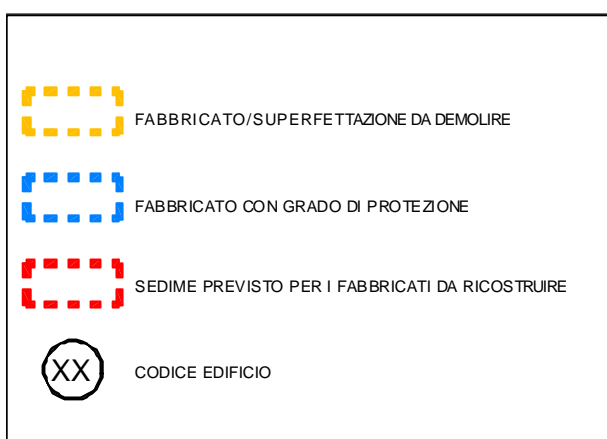 FABBRICATO/SUPERFETTAZIONE DA DEMOLIRE
FABBRICATO CON GRADO DI PROTEZIONE
SEDIME PREVISTO PER I FABBRICATI DA RICOSTRUIRE
XX CODICE EDIFICIO